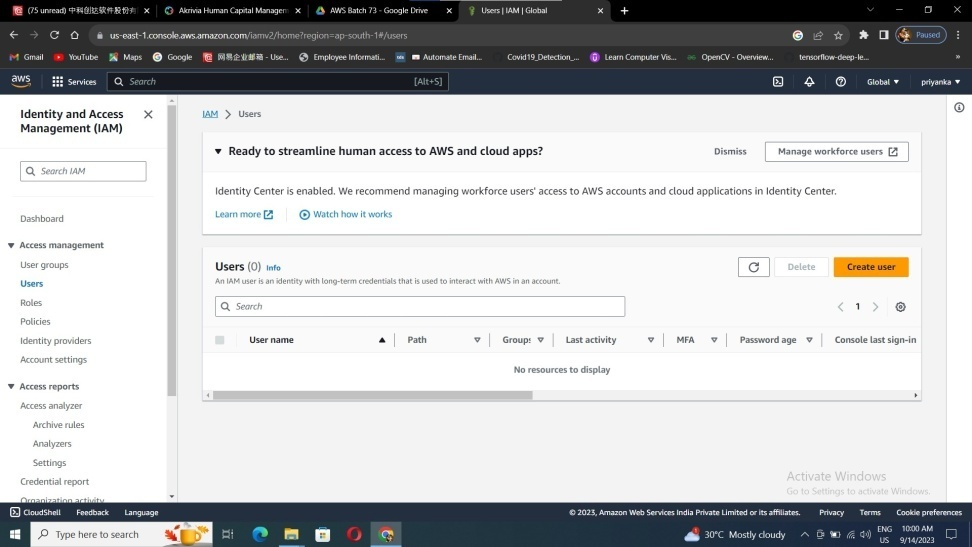 (75 unread) 中科创达软件股份有
Akrivia Human Capital Managem
AWS Batch 73 - Google Drive
Users | IAM | Global
us-east-1.console.aws.amazon.com/iamv2/home?region=ap-south-1#/users
Paused
Gmail
YouTube
Maps
Google
网易企业邮箱 - Use...
Employee Informati...
Automate Email...
Covid19_Detection_...
Learn Computer Vis...
OpenCV - Overview...
tensorflow-deep-le...
aws
Services
Search
[Alt+S]
Global
priyanka
Identity and Access
Management (IAM)
Search IAM
Dashboard
Access management
User groups
Users
Roles
Policies
Identity providers
Account settings
Access reports
Access analyzer
Archive rules
Analyzers
Settings
Credential report
Organization activity
IAM > Users
Ready to streamline human access to AWS and cloud apps?
Dismiss
Manage workforce users
Identity Center is enabled. We recommend managing workforce users' access to AWS accounts and cloud applications in Identity Center.
Learn more
Watch how it works
Users (0) Info
An IAM user is an identity with long-term credentials that is used to interact with AWS in an account.
Delete
Create user
Search
1
User name
Path
Groups
Last activity
MFA
Password age
Console last sign-in
No resources to display
Activate Windows
Go to Settings to activate Windows.
CloudShell
Feedback
Language
© 2023, Amazon Web Services India Private Limited or its affiliates.
Privacy
Terms
Cookie preferences
Type here to search
30°C Mostly cloudy
ENG
US
10:00 AM
9/14/2023